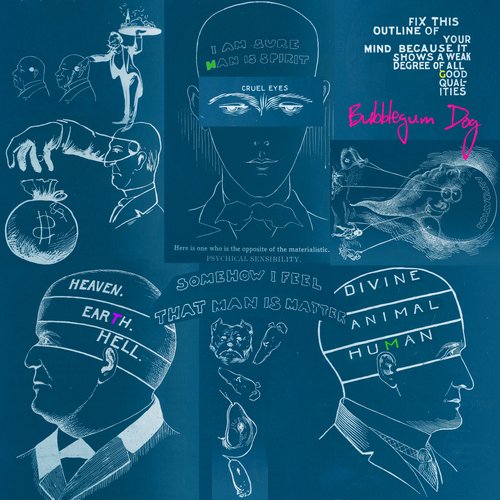 I AM SURE
MAN IS SPIRIT
CRUEL EYES
FIX THIS
OUTLINE OF
YOUR
MIND BECAUSE IT
SHOWS A WEAK
DEGREE OF ALL
GOOD
QUAL-
ITIES
Bubblegum Dog
Here is one who is the opposite of the materialistic.
PSYCHICAL SENSIBILITY.
SOMEHOW I FEEL
THAT MAN IS MATTER
HEAVEN.
EARTH.
HELL.
DIVINE
ANIMAL
HUMAN